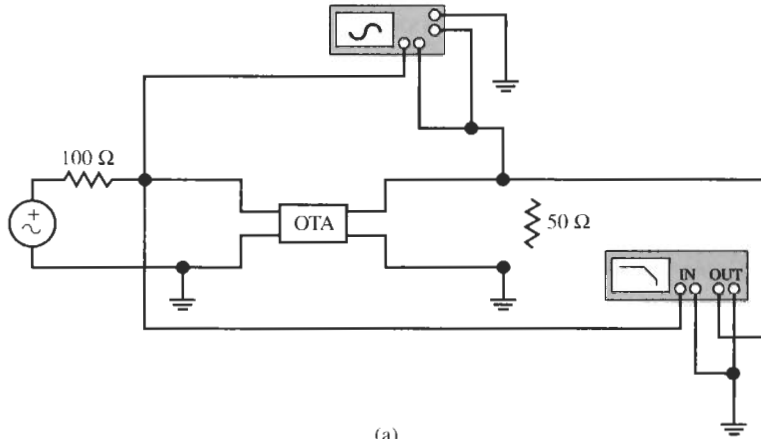 100 Ω
+
OTA
50 Ω
IN OUT
(a)